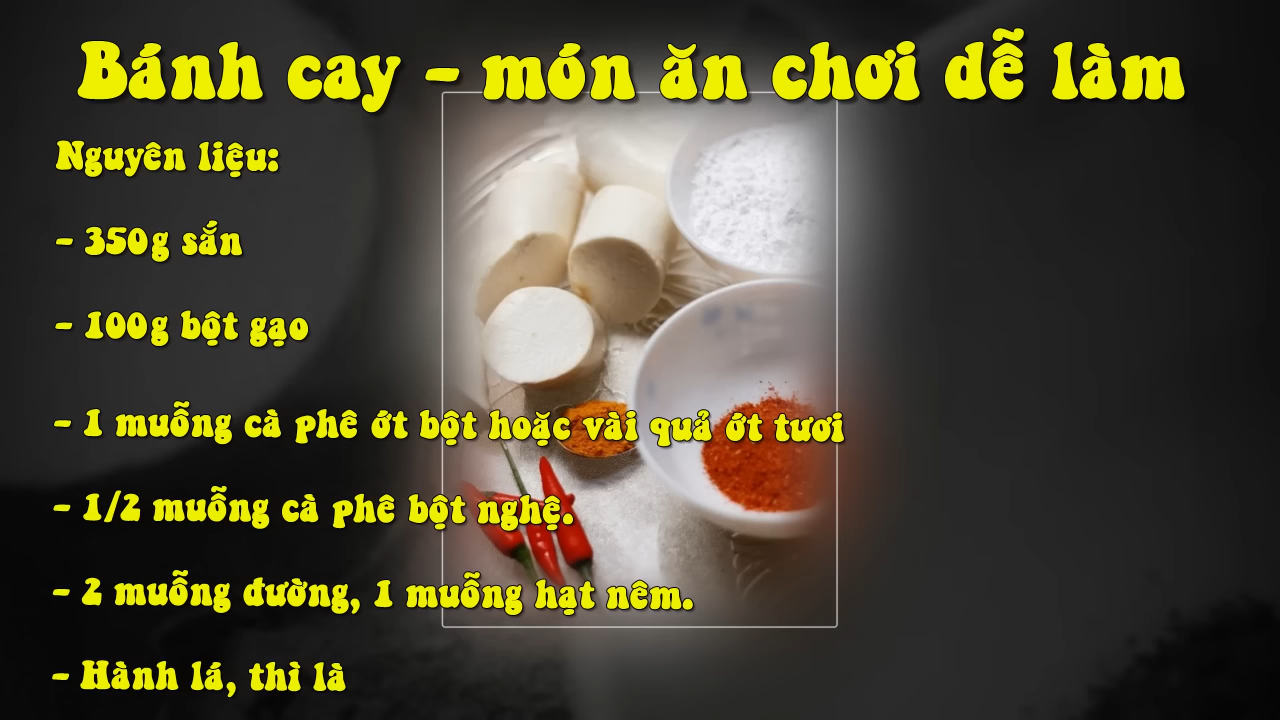 Bánh cay - món ăn chơi dễ làm
Nguyên liệu:
- 350g sắn
- 100g bột gạo
- 1 muỗng cà phê ớt bột hoặc vài quả ớt tươi
- 1/2 muỗng cà phê bột nghệ.
- 2 muỗng đường, 1 muỗng hạt nêm.
- Hành lá, thì là